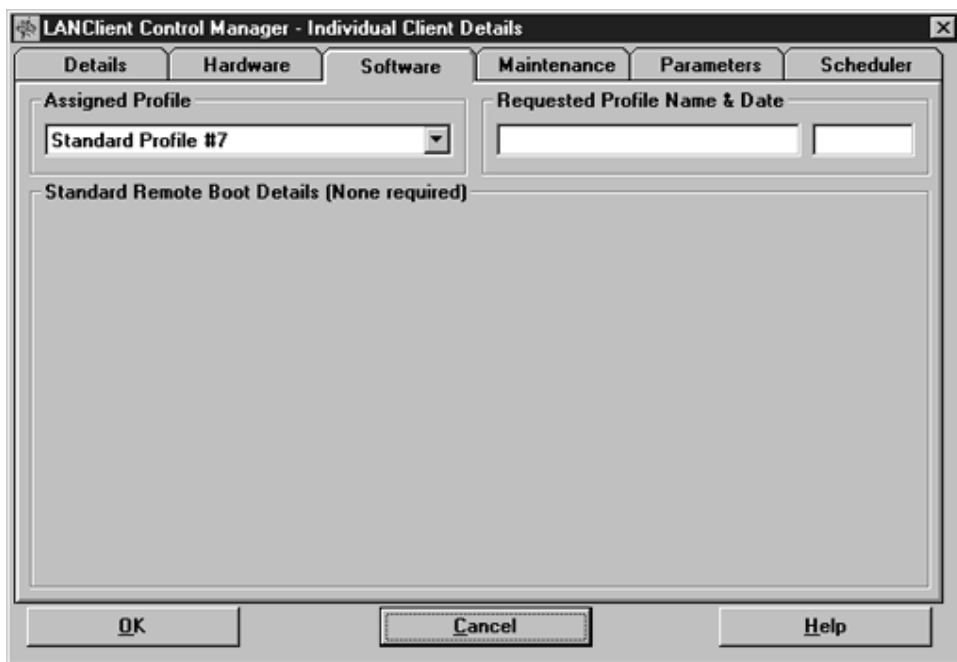 LANClient Control Manager - Individual Client Details
Details Hardware Software Maintenance Parameters Scheduler
Assigned Profile Requested Profile Name & Date
Standard Profile #7
Standard Remote Boot Details (None required)
OK Cancel Help